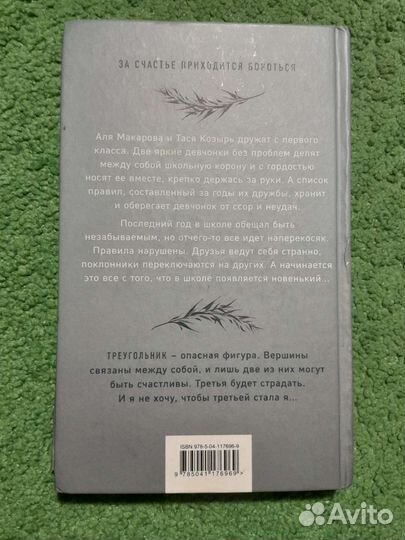 ЗА СЧАСТЬЕ ПРИХОДИТСЯ БОРОТЬСЯ
Аля Макарова и Тася Козырь дружат с первого
класса. Две яркие девчонки без проблем делят
между собой школьную корону и с гордостью
носят ее вместе, крепко держась за руки. А список
правил, составленный за годы их дружбы, хранит
и оберегает девчонок от ссор и неудач.
Последний год в школе обещал быть
незабываемым, но отчего-то все идет наперекосяк.
Правила нарушены. Друзья ведут себя странно,
поклонники переключаются на других. А начинается
это все с того, что в школе появляется новенький...
ТРЕУГОЛЬНИК – опасная фигура. Вершины
связаны между собой, и лишь две из них могут
быть счастливы. Третья будет страдать.
И я не хочу, чтобы третьей стала я...
ISBN 978-5-04-117696-9
9 785041 176969 >
Avito